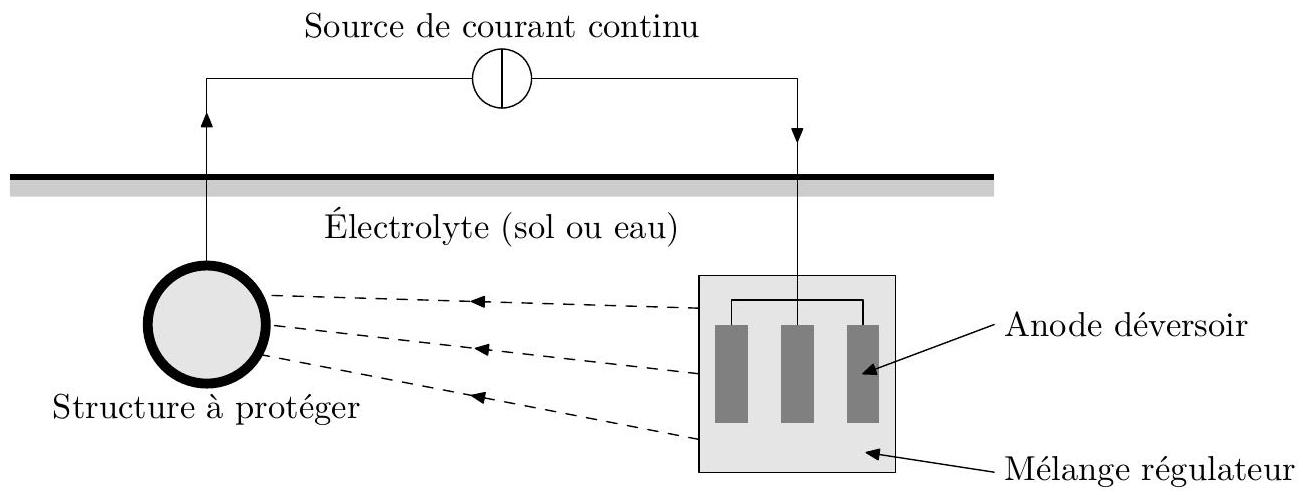 Source de courant continu
Électrolyte (sol ou eau)
Anode déversoir
Structure à protéger
Mélange régulateur